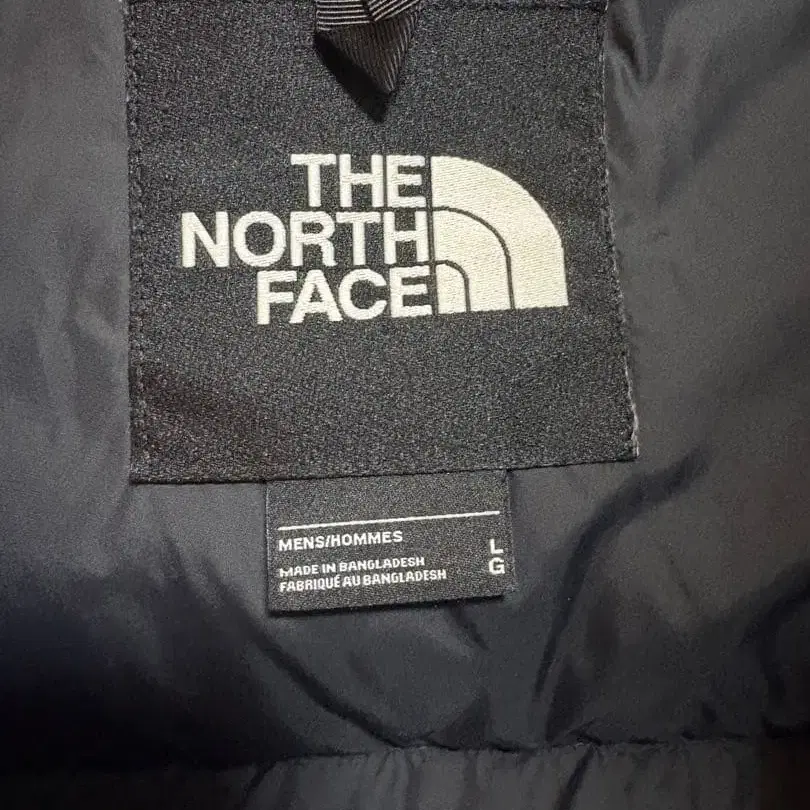 THE
NORTH
FACE
MENS/HOMMES
MADE IN BANGLADESH
FABRIQUÉ AU BANGLADESH
L
G